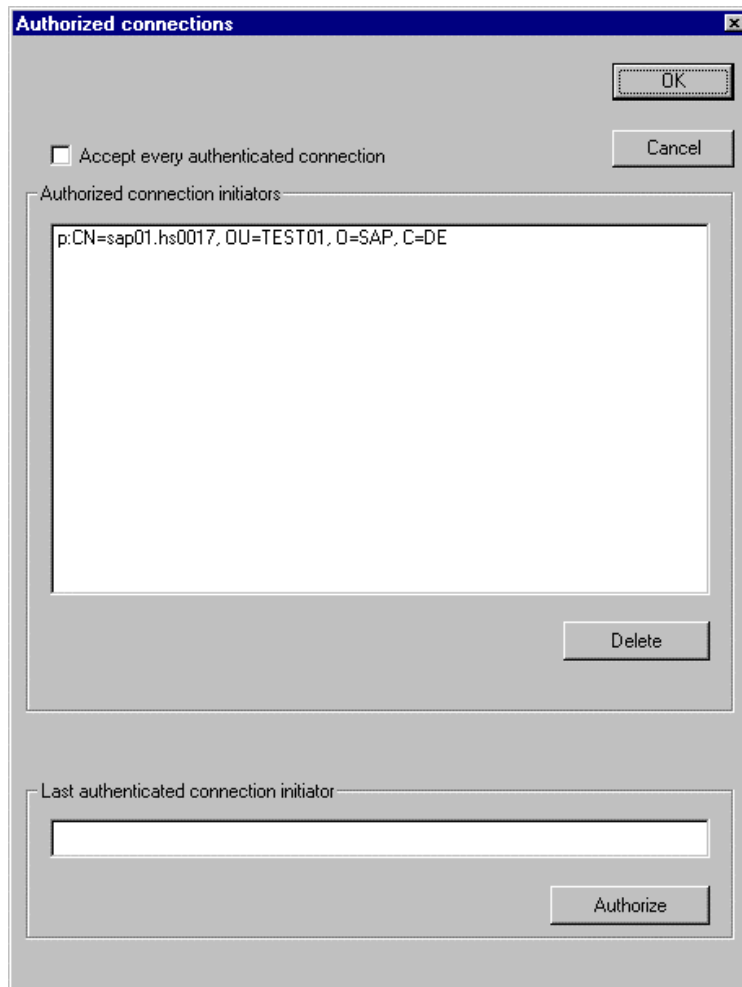 Authorized connections
OK
Cancel
Accept every authenticated connection
Authorized connection initiators
p:CN=sap01.hs0017, OU=TEST01, O=SAP, C=DE
Delete
Last authenticated connection initiator
Authorize